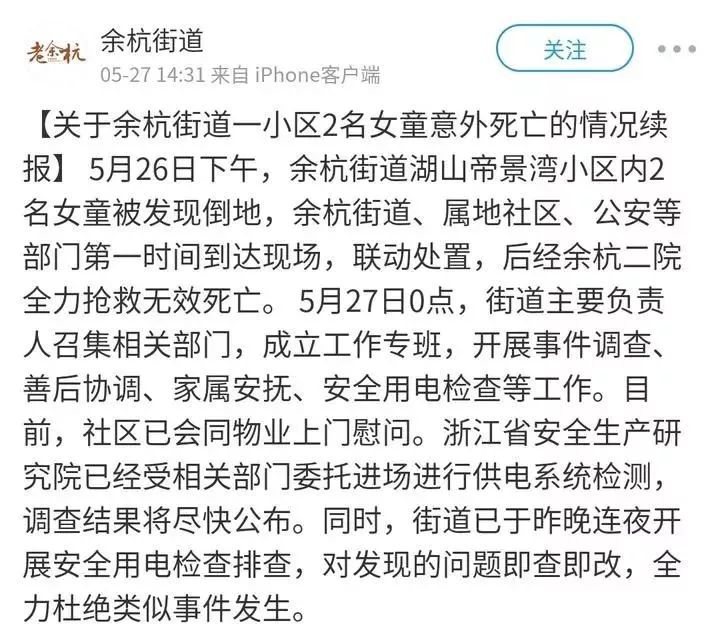 老余杭
余杭街道
05-27 14:31 来自 iPhone客户端
关注
【关于余杭街道一小区2名女童意外死亡的情况续
报】 5月26日下午，余杭街道湖山帝景湾小区内2
名女童被发现倒地，余杭街道、属地社区、公安等
部门第一时间到达现场，联动处置，后经余杭二院
全力抢救无效死亡。 5月27日0点，街道主要负责
人召集相关部门，成立工作专班，开展事件调查、
善后协调、家属安抚、安全用电检查等工作。目
前，社区已会同物业上门慰问。浙江省安全生产研
究院已经受相关部门委托进场进行供电系统检测，
调查结果将尽快公布。同时，街道已于昨晚连夜开
展安全用电检查排查，对发现的问题即查即改，全
力杜绝类似事件发生。